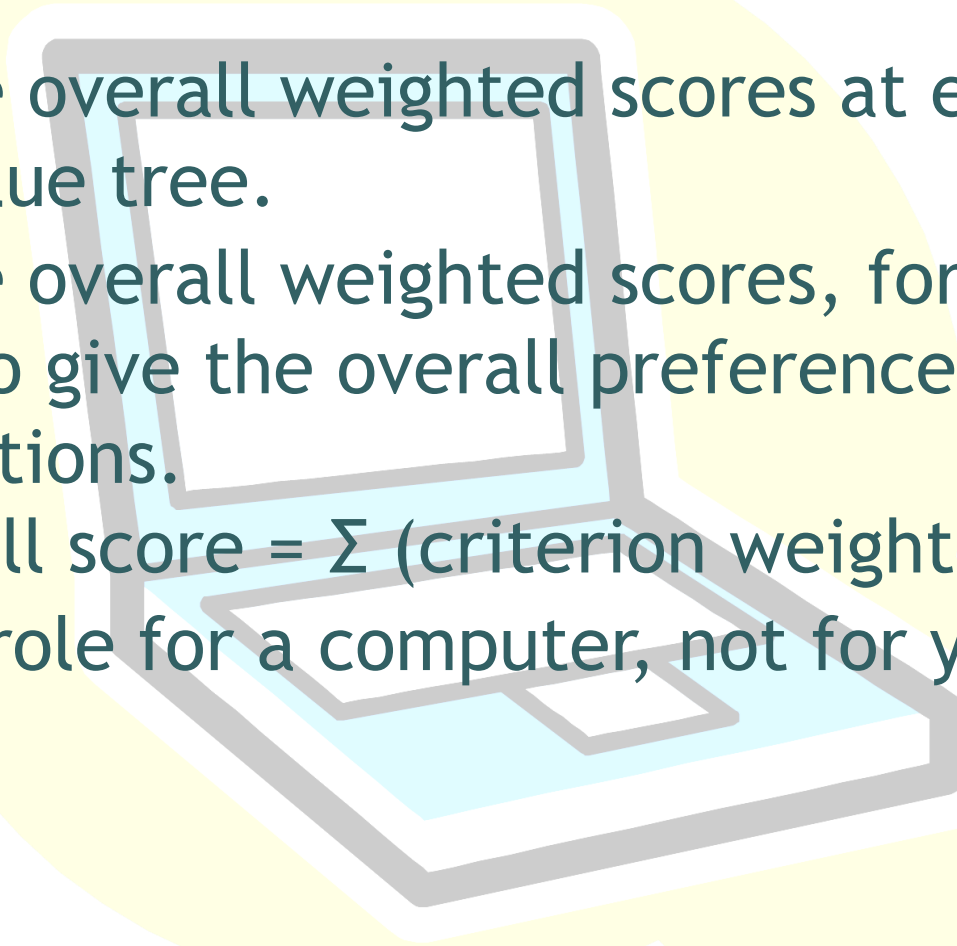 overall weighted scores at e
lue tree.
overall weighted scores, for
o give the overall preference
tions.
ll score = Σ (criterion weight
role for a computer, not for y